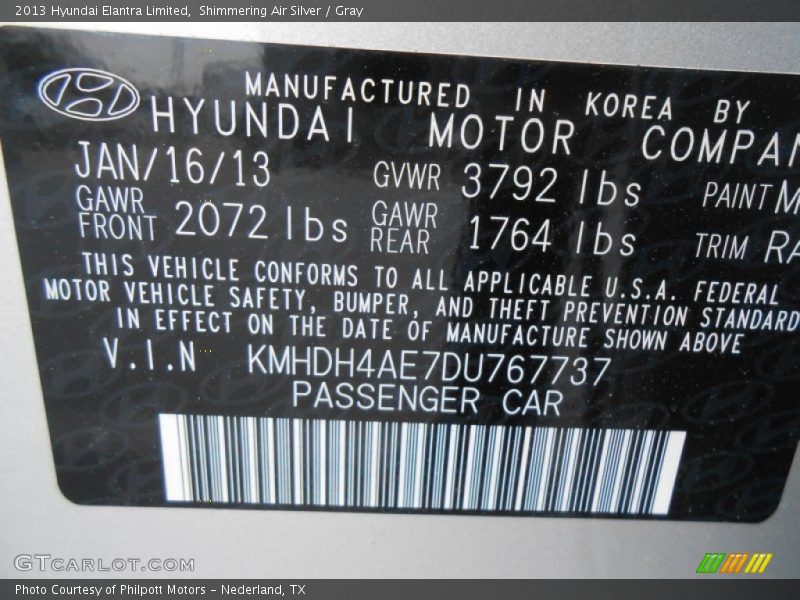 2013 Hyundai Elantra Limited,  Shimmering Air Silver / Gray
MANUFACTURED IN KOREA BY
HYUNDAI MOTOR COMPAN
JAN/16/13 GVWR 3792 lbs PAINT M
GAWR FRONT 2072 lbs GAWR REAR 1764 lbs TRIM RA
THIS VEHICLE CONFORMS TO ALL APPLICABLE U.S.A. FEDERAL
MOTOR VEHICLE SAFETY, BUMPER, AND THEFT PREVENTION STANDARD
IN EFFECT ON THE DATE OF MANUFACTURE SHOWN ABOVE
V.I.N KMHDH4AE7DU767737
PASSENGER CAR
GTCARLOT.COM
Photo Courtesy of Philpott Motors - Nederland, TX